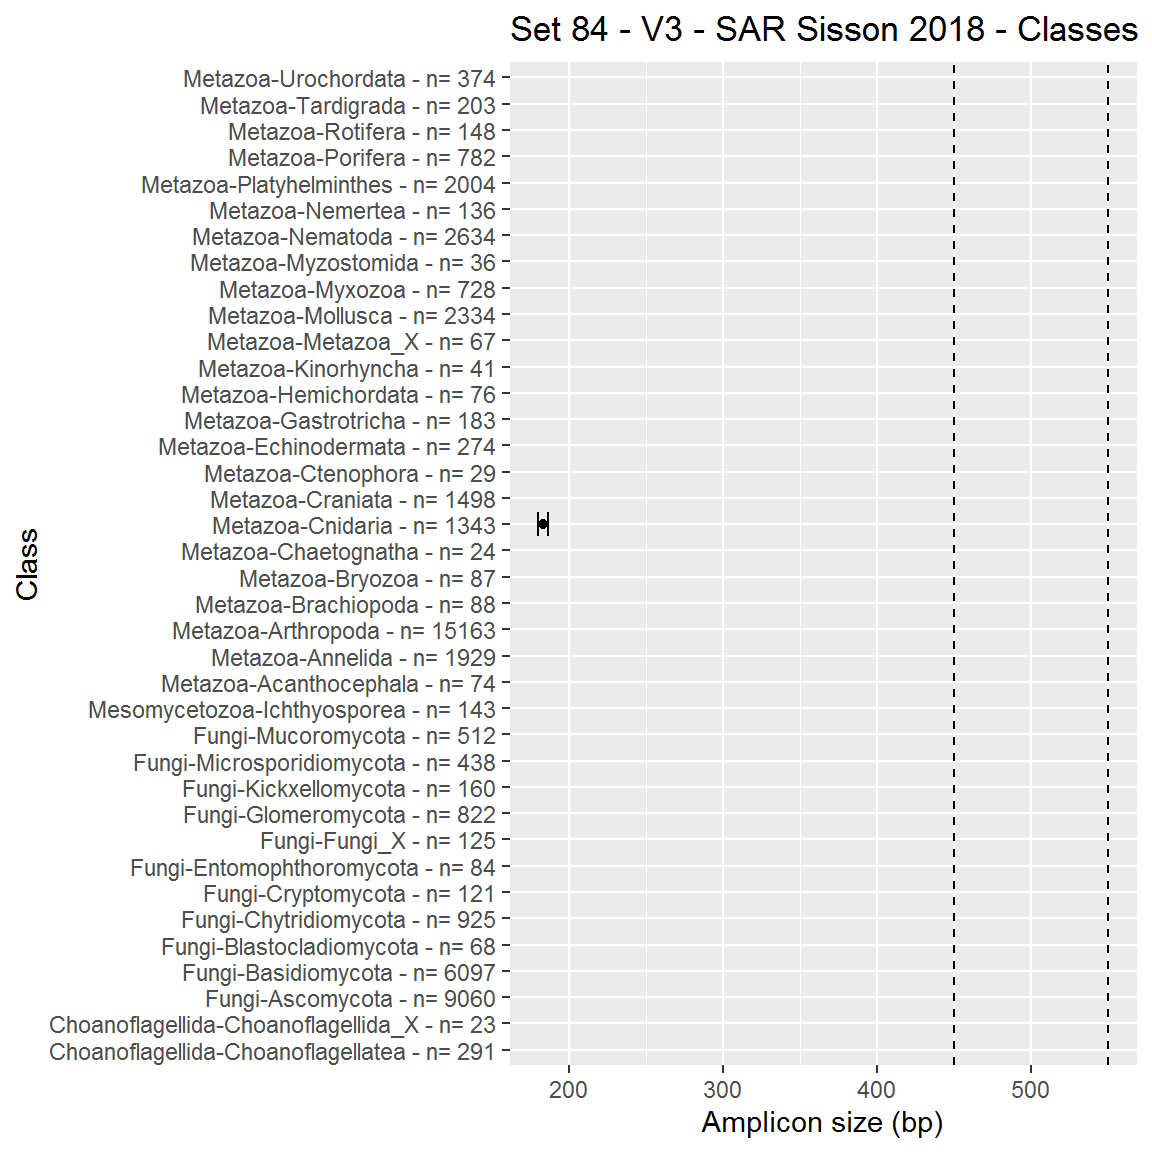 Set 84 - V3 - SAR Sisson 2018 - Classes
Metazoa-Urochordata - n= 374
Metazoa-Tardigrada - n= 203
Metazoa-Rotifera - n= 148
Metazoa-Porifera - n= 782
Metazoa-Platyhelminthes - n= 2004
Metazoa-Nemertea - n= 136
Metazoa-Nematoda - n= 2634
Metazoa-Myzostomida - n= 36
Metazoa-Myxozoa - n= 728
Metazoa-Mollusca - n= 2334
Metazoa-Metazoa_X - n= 67
Metazoa-Kinorhyncha - n= 41
Metazoa-Hemichordata - n= 76
Metazoa-Gastrotricha - n= 183
Metazoa-Echinodermata - n= 274
Metazoa-Ctenophora - n= 29
Metazoa-Craniata - n= 1498
Metazoa-Cnidaria - n= 1343
Metazoa-Chaetognatha - n= 24
Metazoa-Bryozoa - n= 87
Metazoa-Brachiopoda - n= 88
Metazoa-Arthropoda - n= 15163
Metazoa-Annelida - n= 1929
Metazoa-Acanthocephala - n= 74
Mesomycetozoa-Ichthyosporea - n= 143
Fungi-Mucoromycota - n= 512
Fungi-Microsporidiomycota - n= 438
Fungi-Kickxellomycota - n= 160
Fungi-Glomeromycota - n= 822
Fungi-Fungi_X - n= 125
Fungi-Entomophthoromycota - n= 84
Fungi-Cryptomycota - n= 121
Fungi-Chytridiomycota - n= 925
Fungi-Blastocladiomycota - n= 68
Fungi-Basidiomycota - n= 6097
Fungi-Ascomycota - n= 9060
Choanoflagellida-Choanoflagellida_X - n= 23
Choanoflagellida-Choanoflagellatea - n= 291
Class
200 300 400 500
Amplicon size (bp)